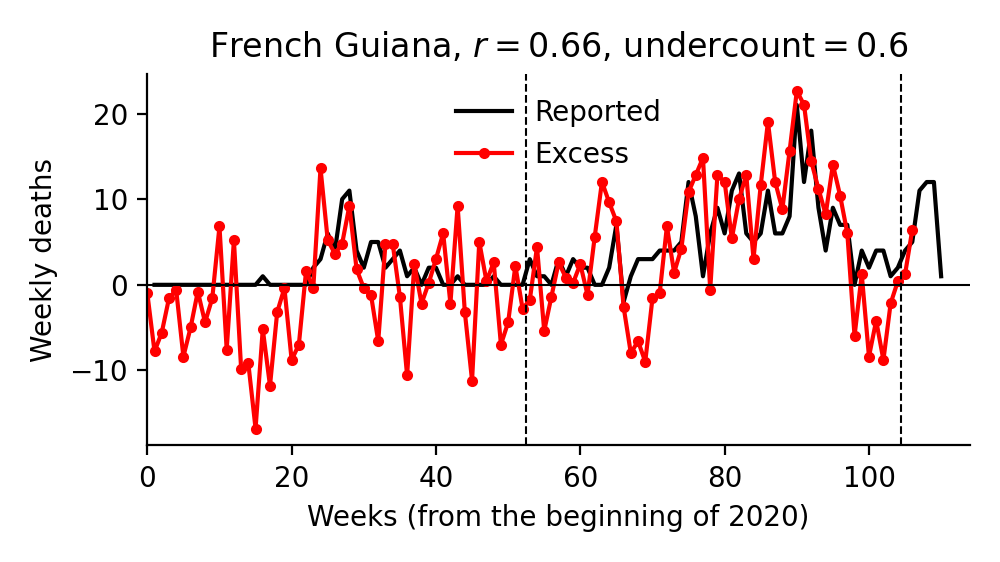 French Guiana, r = 0.66, undercount = 0.6
Weekly deaths
20
10
0
−10
Reported
Excess
0 20 40 60 80 100
Weeks (from the beginning of 2020)